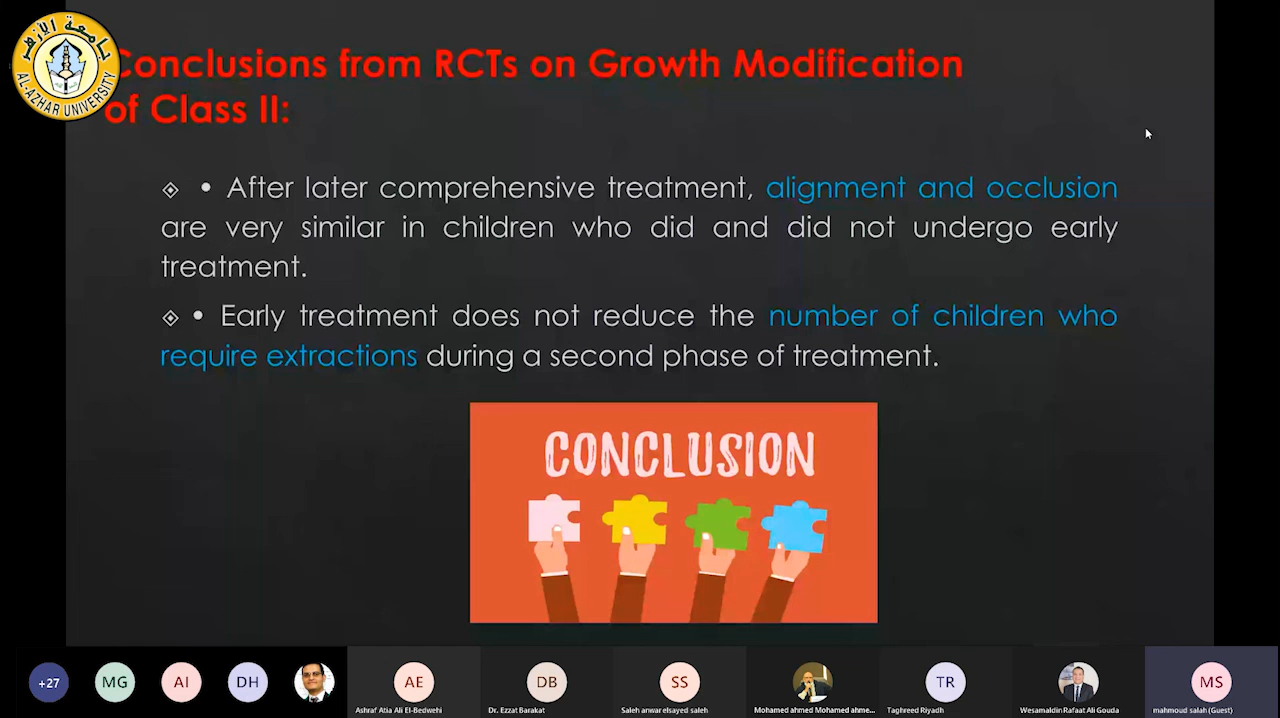 جامعة الأزهر
AL-AZHAR UNIVERSITY
Conclusions from RCTs on Growth Modification
of Class II:
• After later comprehensive treatment, alignment and occlusion
are very similar in children who did and did not undergo early
treatment.
• Early treatment does not reduce the number of children who
require extractions during a second phase of treatment.
CONCLUSION
+27
MG
AI
DH
AE
DB
SS
TR
MS
Ashraf Atia Ali El-Bedwehi
Dr. Ezzat Barakat
Saleh anwar elsayed saleh
Mohamed ahmed Mohamed ahme...
Taghreed Riyadh
Wesamaldin Rafaat Ali Gouda
mahmoud salah (Guest)